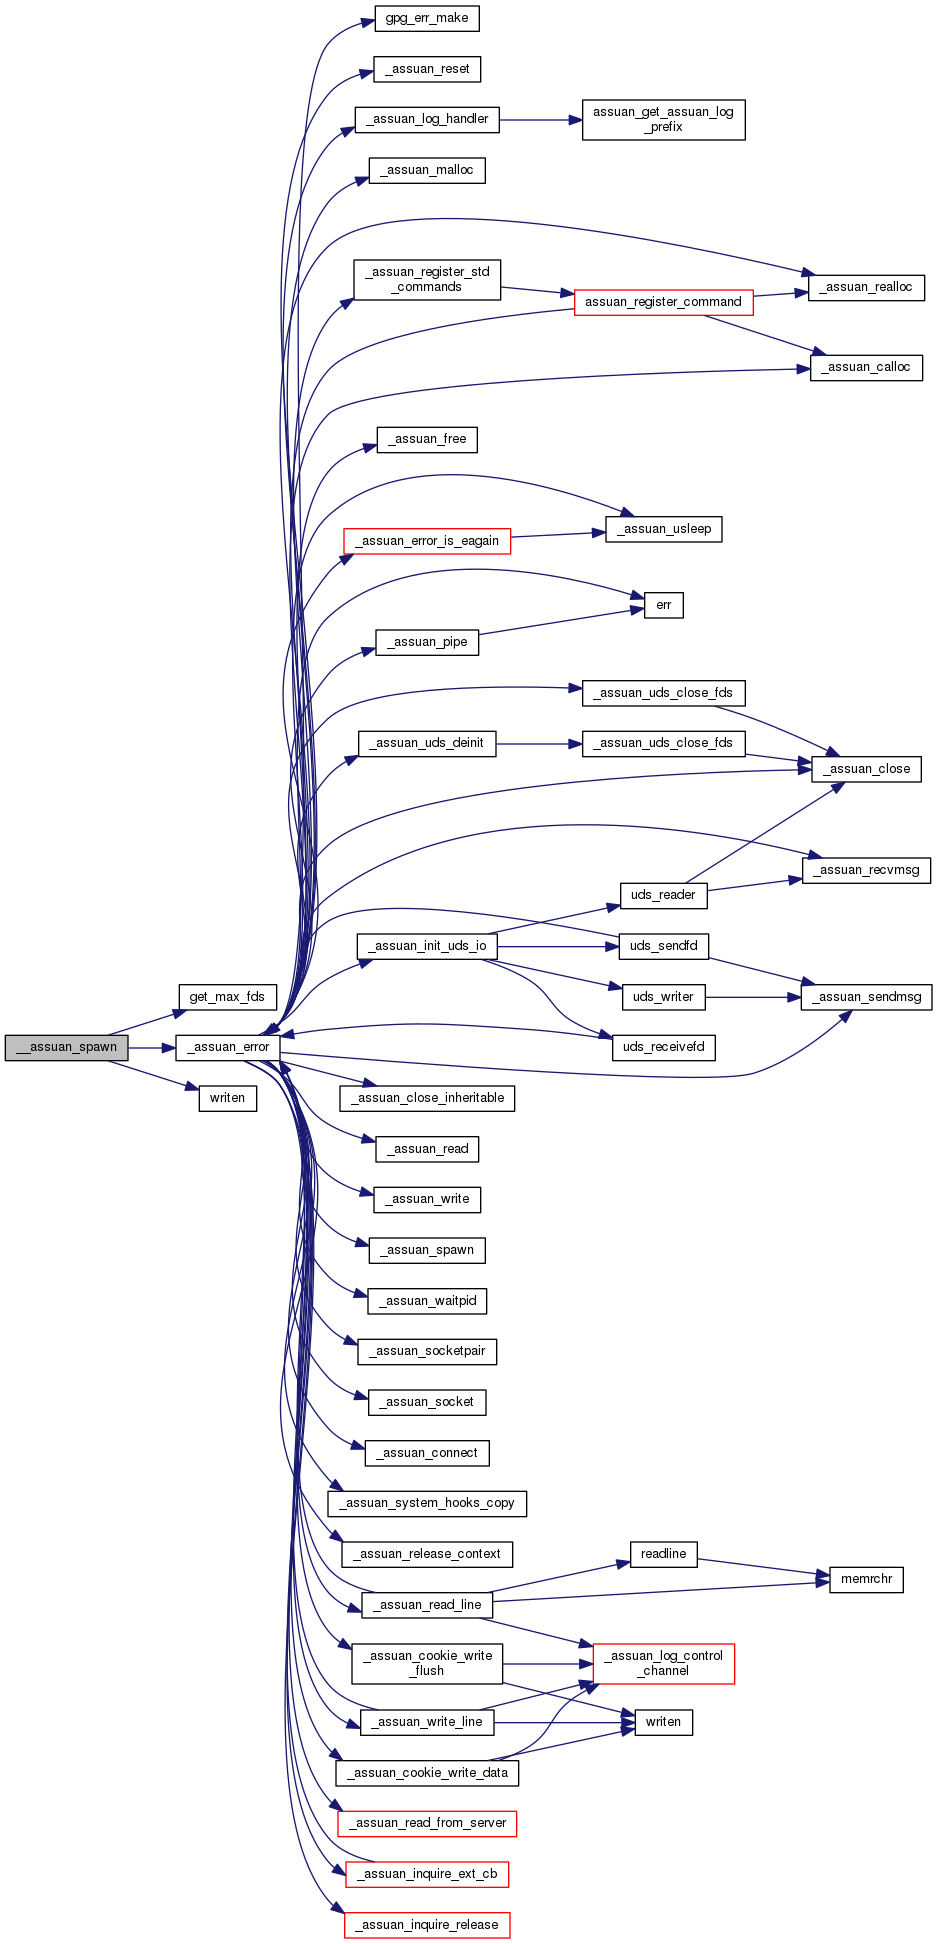 gpg_err_make
_assuan_reset
_assuan_log_handler
assuan_get_assuan_log
_prefix
_assuan_malloc
_assuan_register_std
_commands
assuan_register_command
_assuan_realloc
_assuan_calloc
_assuan_free
_assuan_usleep
_assuan_error_is_eagain
err
_assuan_pipe
_assuan_uds_close_fds
_assuan_uds_deinit
_assuan_uds_close_fds
_assuan_close
_assuan_recvmsg
uds_reader
_assuan_init_uds_io
uds_sendfd
get_max_fds
uds_writer
_assuan_sendmsg
__assuan_spawn
_assuan_error
uds_receivefd
writen
_assuan_close_inheritable
_assuan_read
_assuan_write
_assuan_spawn
_assuan_waitpid
_assuan_socketpair
_assuan_socket
_assuan_connect
_assuan_system_hooks_copy
_assuan_release_context
readline
memrchr
_assuan_read_line
_assuan_cookie_write
_flush
_assuan_log_control
_channel
_assuan_write_line
writen
_assuan_cookie_write_data
_assuan_read_from_server
_assuan_inquire_ext_cb
_assuan_inquire_release